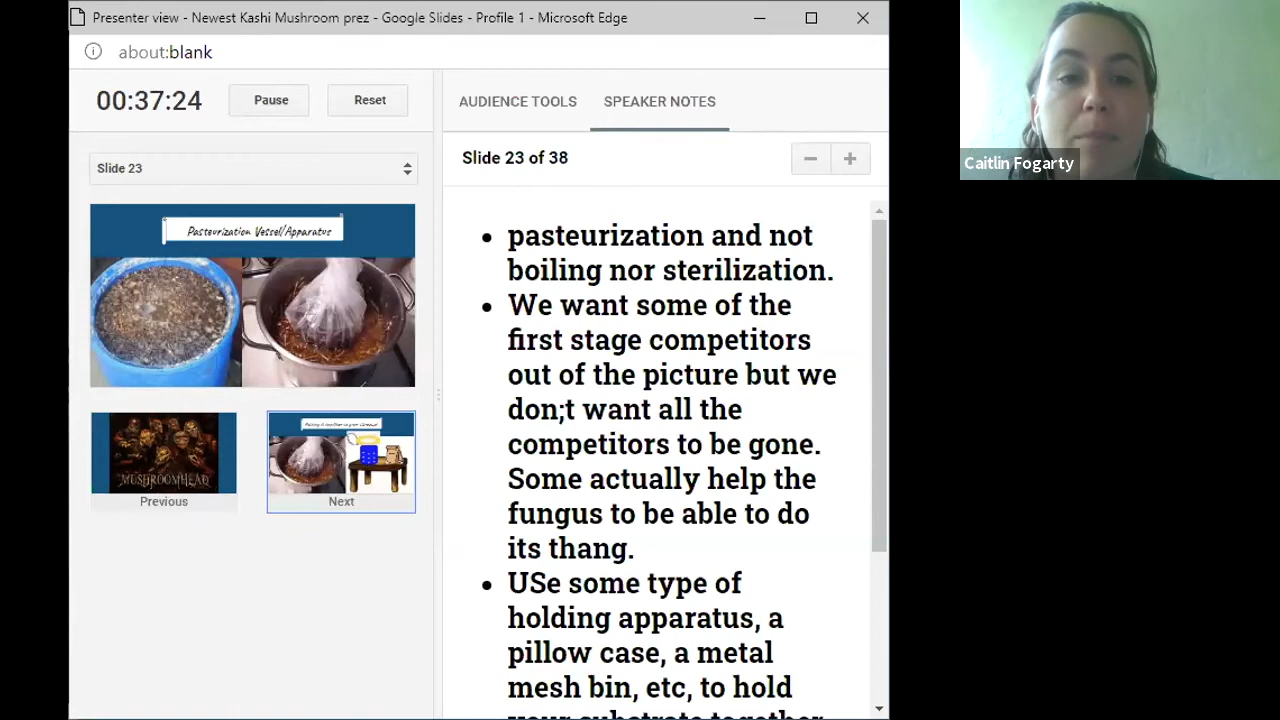 Presenter view - Newest Kashi Mushroom prez - Google Slides - Profile 1 - Microsoft Edge
about:blank
00:37:24
Pause
Reset
AUDIENCE TOOLS
SPEAKER NOTES
Slide 23
Slide 23 of 38
Pasteurization Vessel/Apparatus
MUSHROOMHEAD
Previous
Next
• pasteurization and not
boiling nor sterilization.
• We want some of the
first stage competitors
out of the picture but we
don;t want all the
competitors to be gone.
Some actually help the
fungus to be able to do
its thang.
• USe some type of
holding apparatus, a
pillow case, a metal
mesh bin, etc, to hold
your substrate together
Caitlin Fogarty